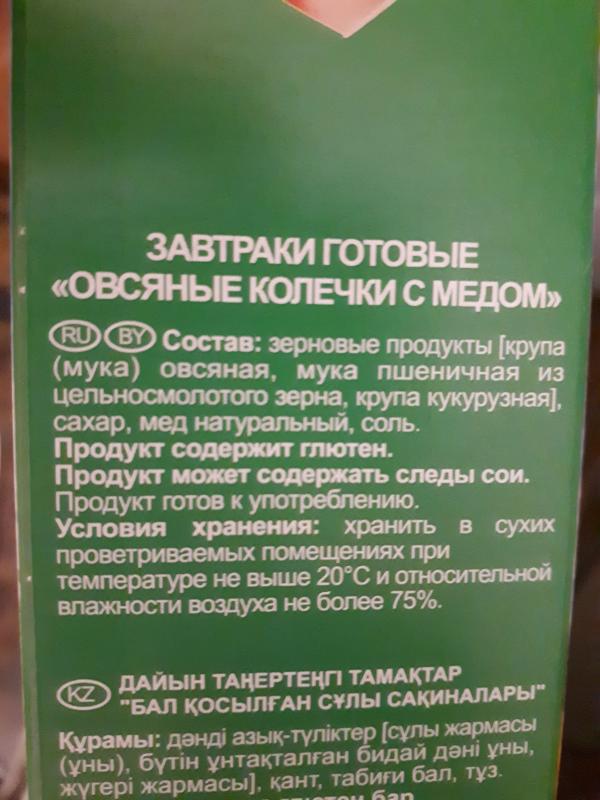 ЗАВТРАКИ ГОТОВЫЕ
«ОВСЯНЫЕ КОЛЕЧКИ С МЕДОМ»
RU BY Состав: зерновые продукты [крупа
(мука) овсяная, мука пшеничная из
цельносмолотого зерна, крупа кукурузная],
сахар, мед натуральный, соль.
Продукт содержит глютен.
Продукт может содержать следы сои.
Продукт готов к употреблению.
Условия хранения: хранить в сухих
проветриваемых помещениях при
температуре не выше 20°С и относительной
влажности воздуха не более 75%.
KZ ДАЙЫН ТАҢЕРТЕҢГІ ТАМАҚТАР
"БАЛ ҚОСЫЛҒАН СҰЛЫ САҚИНАЛАРЫ"
Құрамы: дәнді азық-түліктер [сұлы жармасы
(ұны), бүтін ұнтақталған бидай дәні ұны,
жүгері жармасы], қант, табиғи бал, тұз.
глютен бар